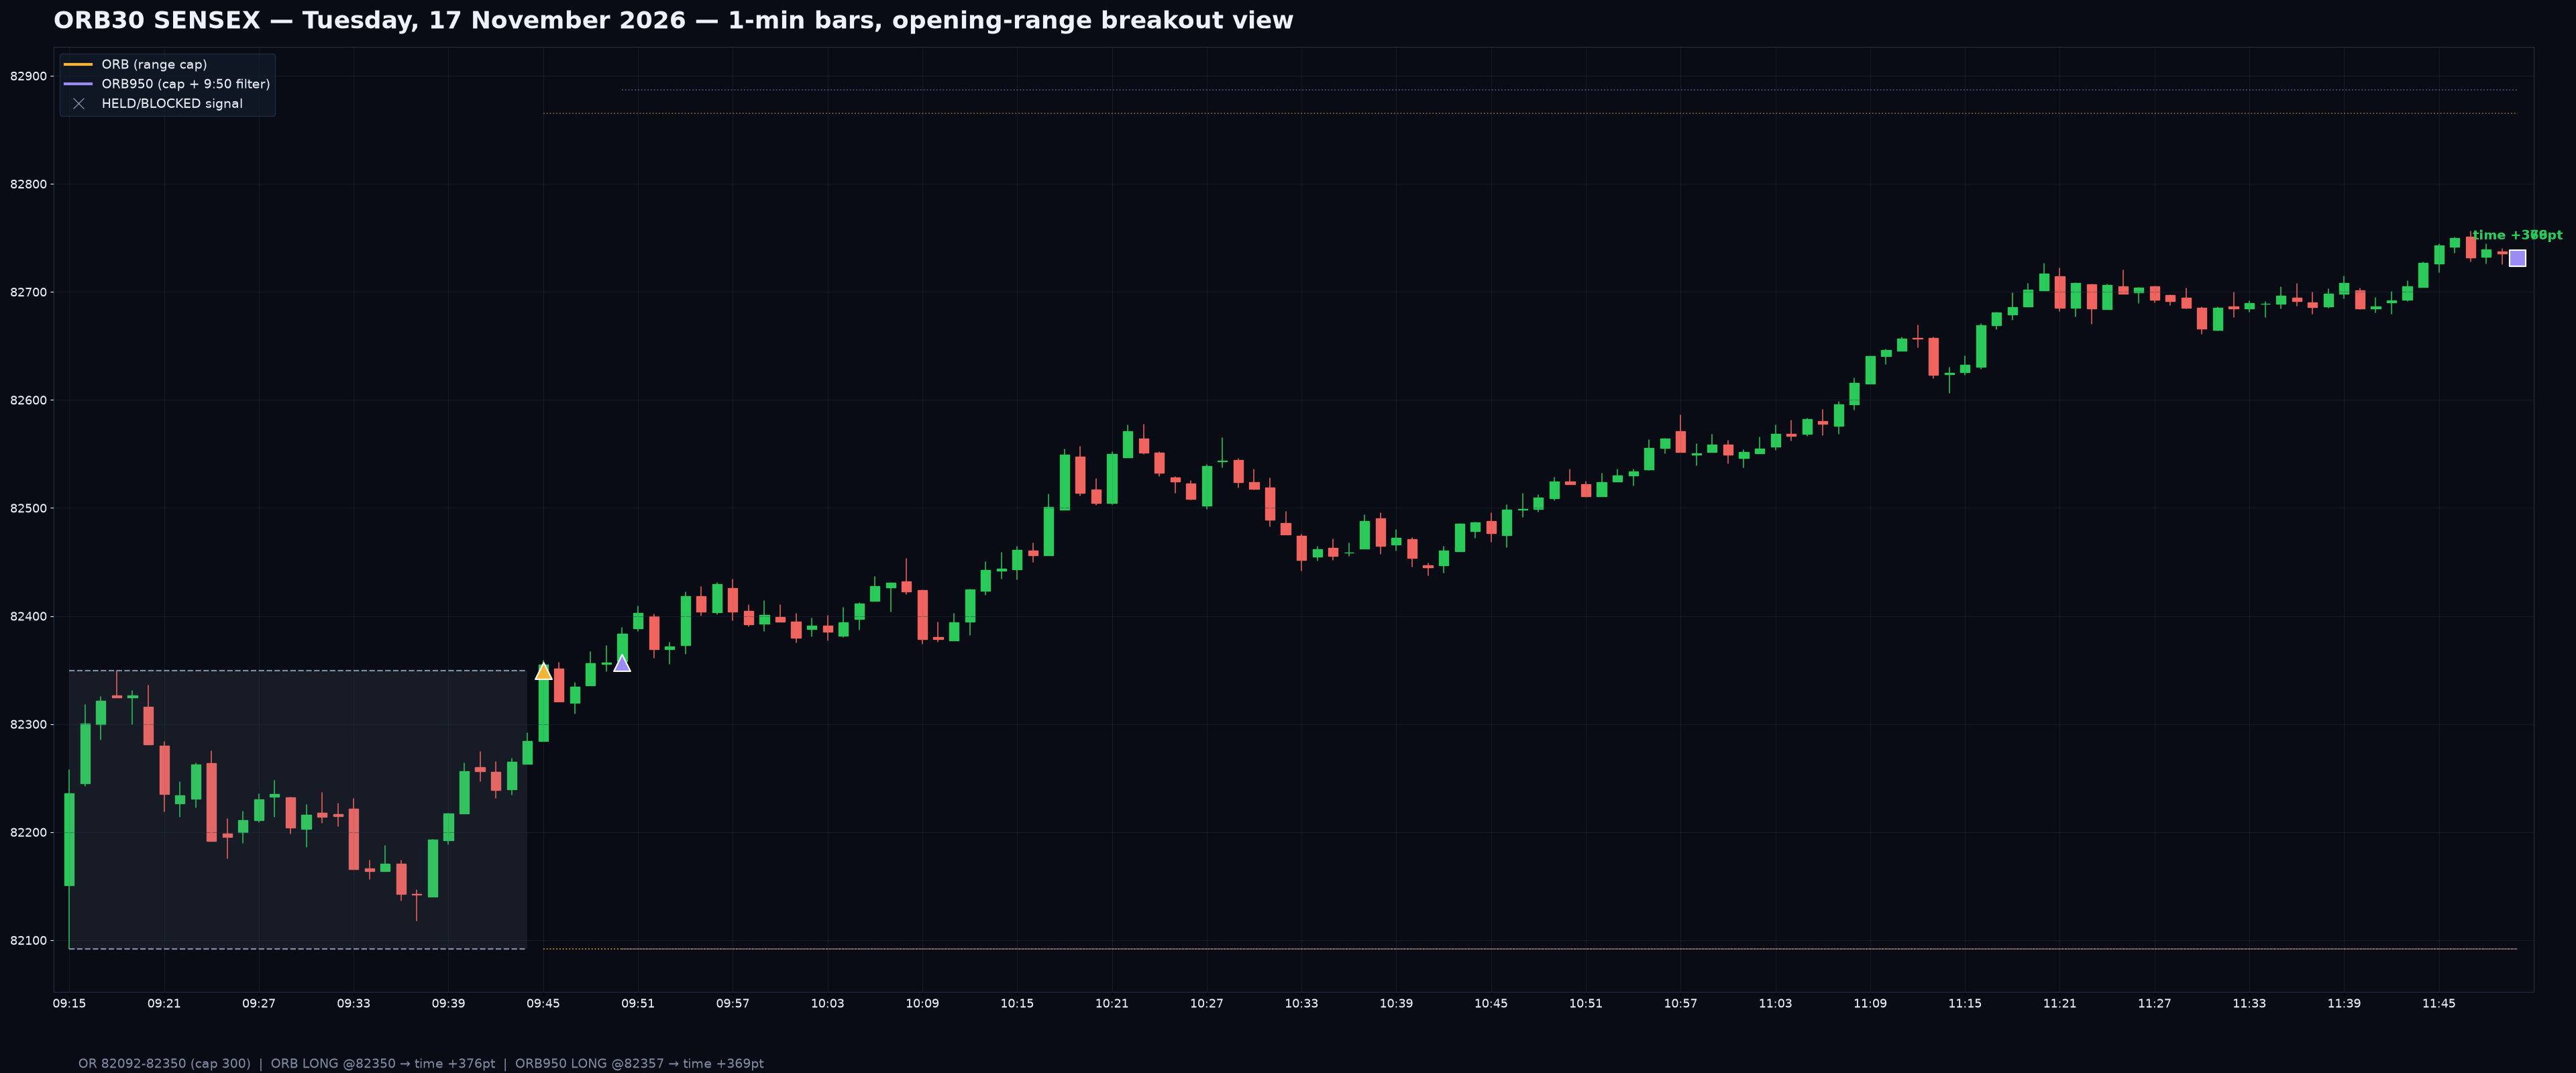 ORB30 SENSEX — Tuesday, 17 November 2026 — 1-min bars, opening-range breakout view
ORB (range cap)
ORB950 (cap + 9:50 filter)
HELD/BLOCKED signal
82900
82800
82700
82600
82500
82400
82300
82200
82100
time
09:15 09:21 09:27 09:33 09:39 09:45 09:51 09:57 10:03 10:09 10:15 10:21 10:27 10:33 10:39 10:45 10:51 10:57 11:03 11:09 11:15 11:21 11:27 11:33 11:39 11:45
OR 82092-82350 (cap 300) | ORB LONG @82350 → time +376pt | ORB950 LONG @82357 → time +369pt